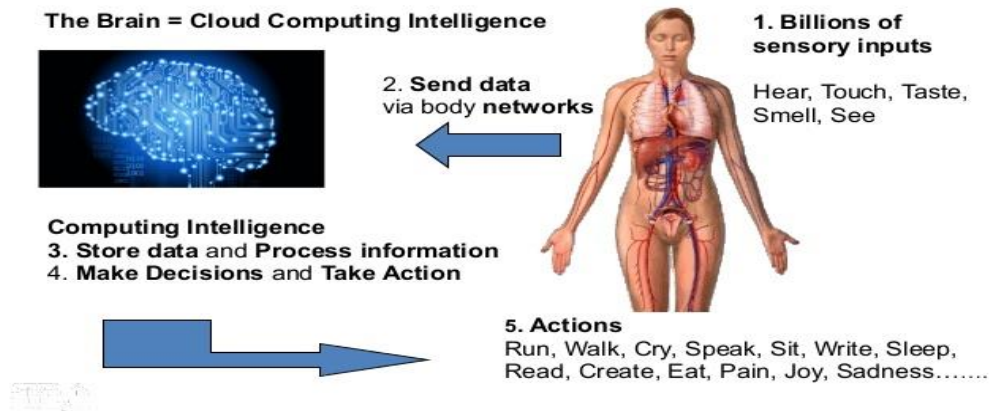 The Brain = Cloud Computing Intelligence
1. Billions of
sensory inputs
Hear, Touch, Taste,
Smell, See
2. Send data
via body networks
Computing Intelligence
3. Store data and Process information
4. Make Decisions and Take Action
5. Actions
Run, Walk, Cry, Speak, Sit, Write, Sleep,
Read, Create, Eat, Pain, Joy, Sadness…….